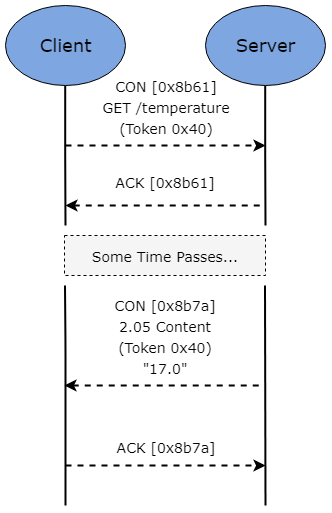 Client
Server
CON [0x8b61]
GET /temperature
(Token 0x40)
ACK [0x8b61]
Some Time Passes...
CON [0x8b7a]
2.05 Content
(Token 0x40)
"17.0"
ACK [0x8b7a]